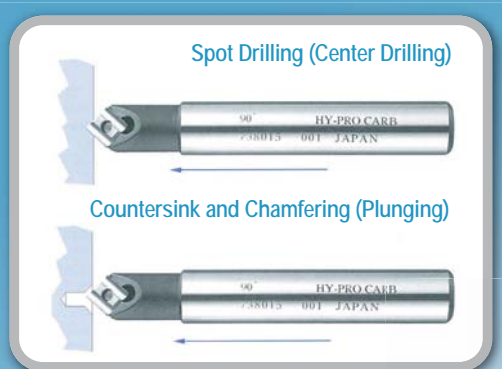 Spot Drilling (Center Drilling)
90°
HY-PRO CARB
738015 001 JAPAN
Countersink and Chamfering (Plunging)
90°
HY-PRO CARB
738015 001 JAPAN